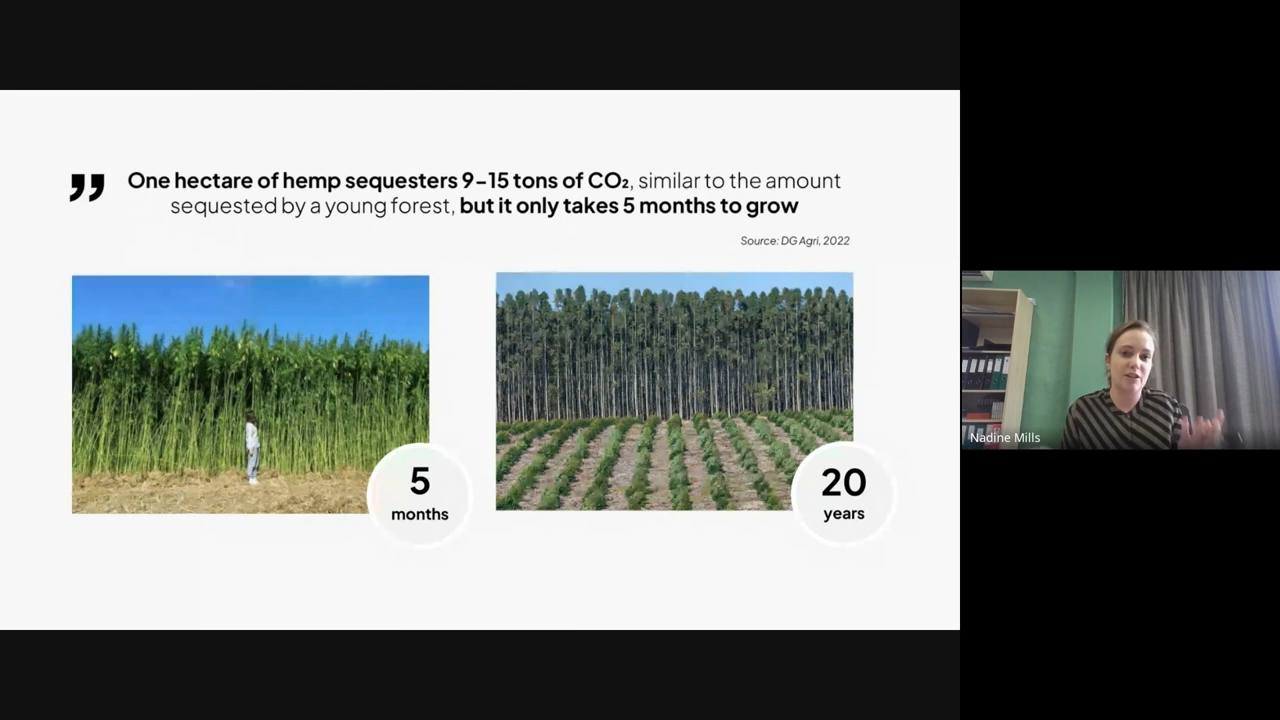 ” One hectare of hemp sequesters 9–15 tons of CO₂, similar to the amount
sequested by a young forest, but it only takes 5 months to grow
Source: DG Agri, 2022
5
months
20
years
Nadine Mills